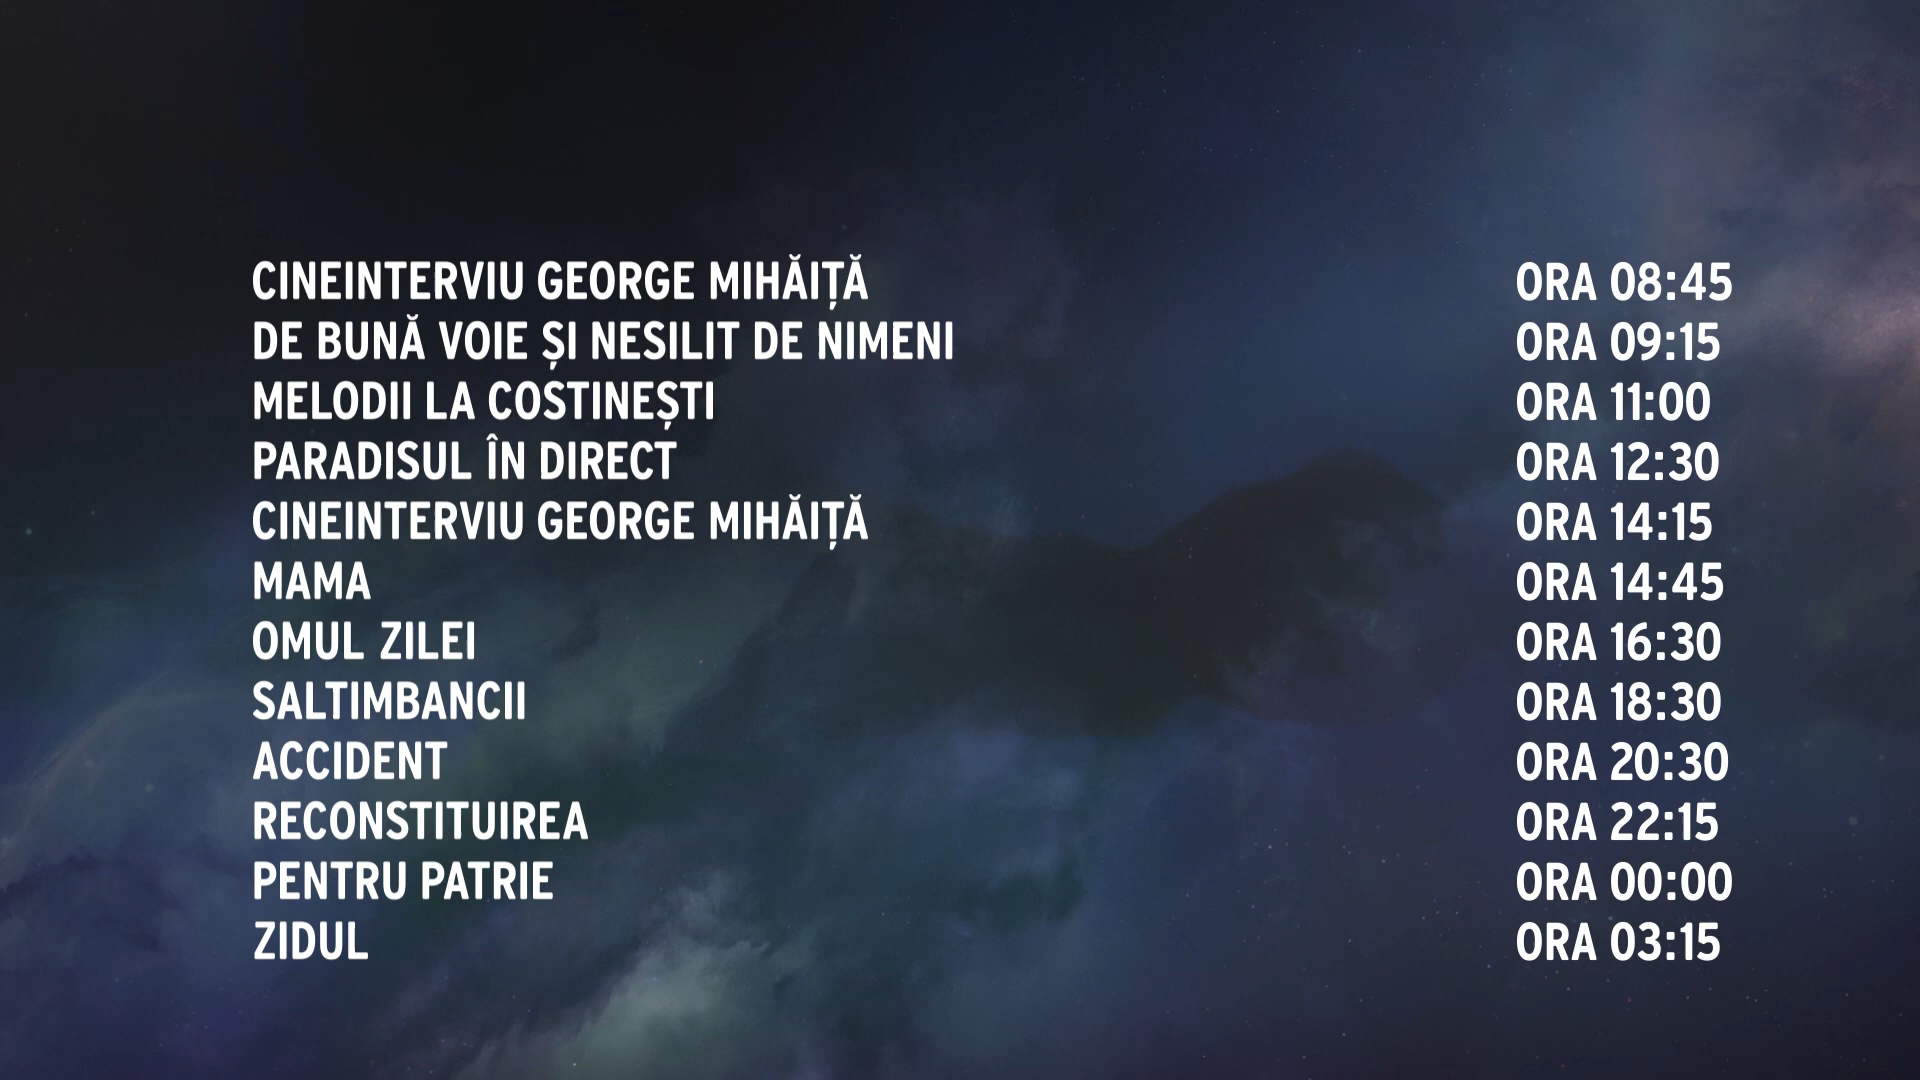 CINEINTERVIU GEORGE MIHĂIȚĂ ORA 08:45
DE BUNĂ VOIE ȘI NESILIT DE NIMENI ORA 09:15
MELODII LA COSTINEȘTI ORA 11:00
PARADISUL ÎN DIRECT ORA 12:30
CINEINTERVIU GEORGE MIHĂIȚĂ ORA 14:15
MAMA ORA 14:45
OMUL ZILEI ORA 16:30
SALTIMBANCII ORA 18:30
ACCIDENT ORA 20:30
RECONSTITUIREA ORA 22:15
PENTRU PATRIE ORA 00:00
ZIDUL ORA 03:15